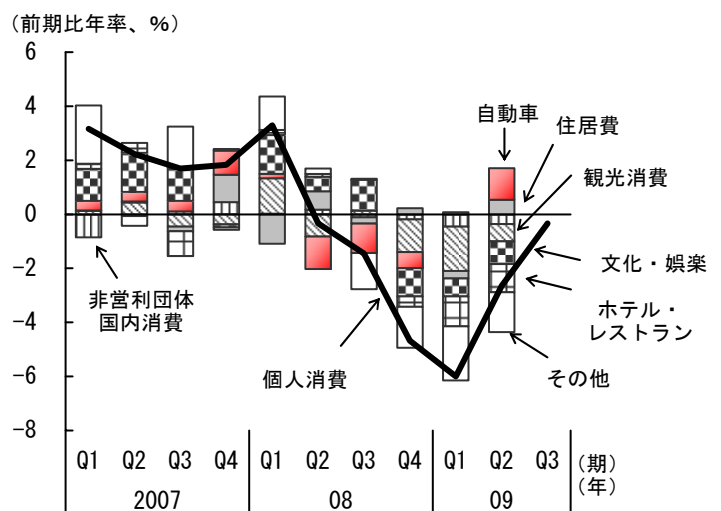 （前期比年率、%）
6
4
2
0
−2
−4
−6
−8
自動車
住居費
観光消費
文化・娯楽
ホテル・
レストラン
その他
個人消費
非営利団体
国内消費
Q1 Q2 Q3 Q4 Q1 Q2 Q3 Q4 Q1 Q2 Q3 （期）
2007 08 09 （年）